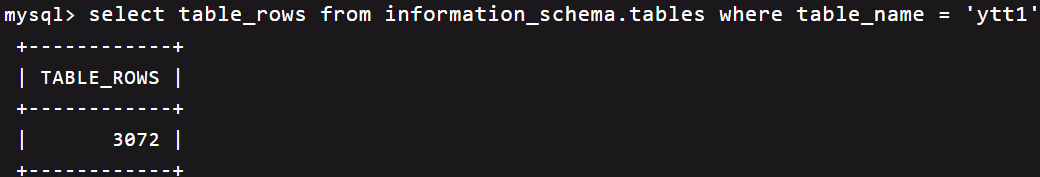 mysql> select table_rows from information_schema.tables where table_name = 'ytt1'
+------------+
| TABLE_ROWS |
+------------+
|       3072 |
+------------+